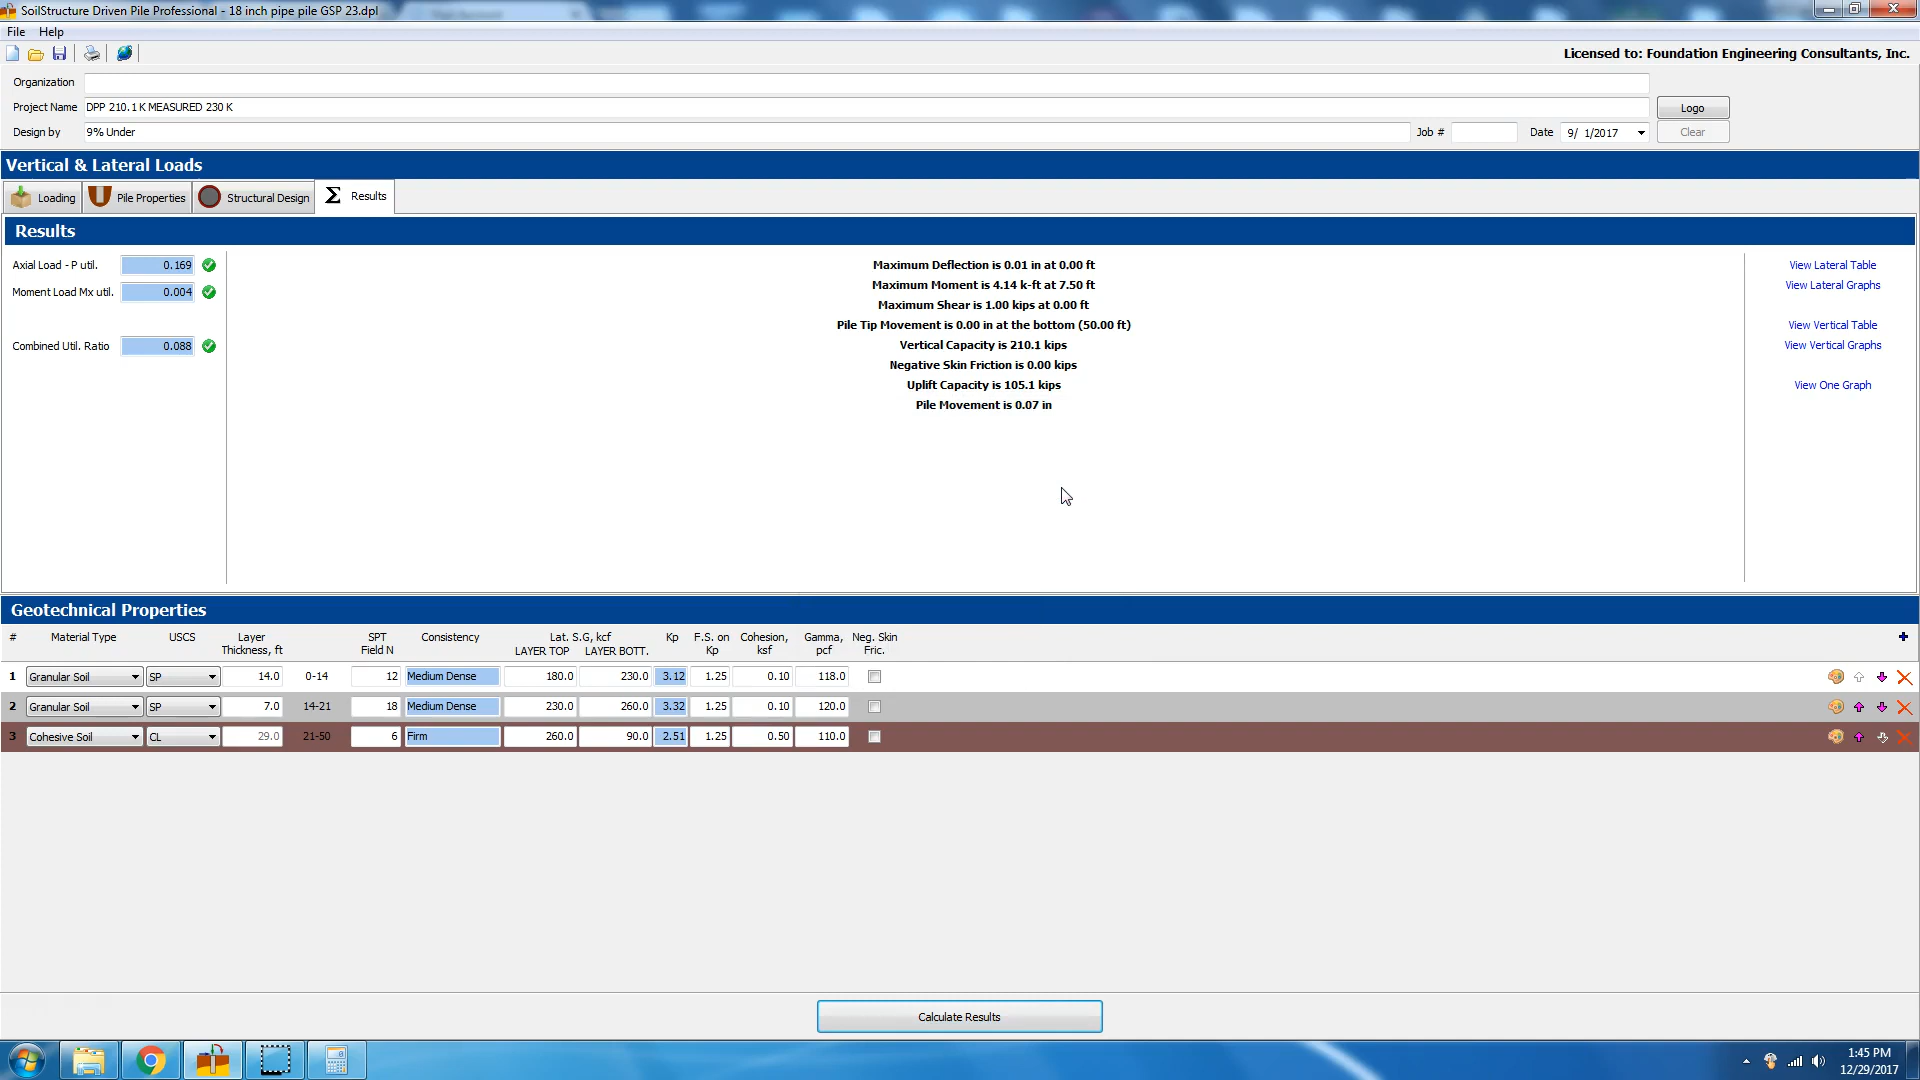 SoilStructure Driven Pile Professional - 18 inch pipe pile GSP 23.dpl
File Help
Licensed to: Foundation Engineering Consultants, Inc.
Organization
Project Name DPP 210.1 K MEASURED 230 K Logo
Design by 9% Under Job # Date 9/ 1/2017 Clear
Vertical & Lateral Loads
Loading Pile Properties Structural Design Σ Results
Results
Axial Load - P util. 0.169
Moment Load Mx util. 0.004
Combined Util. Ratio 0.088
Maximum Deflection is 0.01 in at 0.00 ft
Maximum Moment is 4.14 k-ft at 7.50 ft
Maximum Shear is 1.00 kips at 0.00 ft
Pile Tip Movement is 0.00 in at the bottom (50.00 ft)
Vertical Capacity is 210.1 kips
Negative Skin Friction is 0.00 kips
Uplift Capacity is 105.1 kips
Pile Movement is 0.07 in
View Lateral Table
View Lateral Graphs
View Vertical Table
View Vertical Graphs
View One Graph
Geotechnical Properties
# Material Type USCS Layer SPT Consistency Lat. S.G, kcf Kp F.S. on Cohesion, Gamma, Neg. Skin
Thickness, ft Field N LAYER TOP LAYER BOTT. Kp ksf pcf Fric.
1 Granular Soil SP 14.0 0-14 12 Medium Dense 180.0 230.0 3.12 1.25 0.10 118.0
2 Granular Soil SP 7.0 14-21 18 Medium Dense 230.0 260.0 3.32 1.25 0.10 120.0
3 Cohesive Soil CL 29.0 21-50 6 Firm 260.0 90.0 2.51 1.25 0.50 110.0
Calculate Results
1:45 PM
12/29/2017